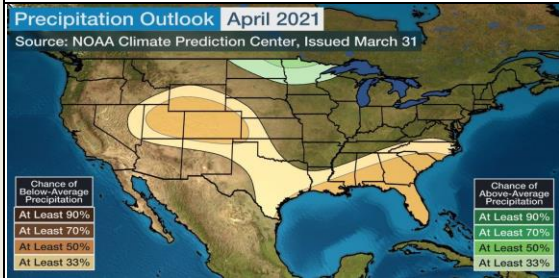 Precipitation Outlook April 2021
Source: NOAA Climate Prediction Center, Issued March 31
Chance of
Below-Average
Precipitation
At Least 90%
At Least 70%
At Least 50%
At Least 33%
Chance of
Above-Average
Precipitation
At Least 90%
At Least 70%
At Least 50%
At Least 33%